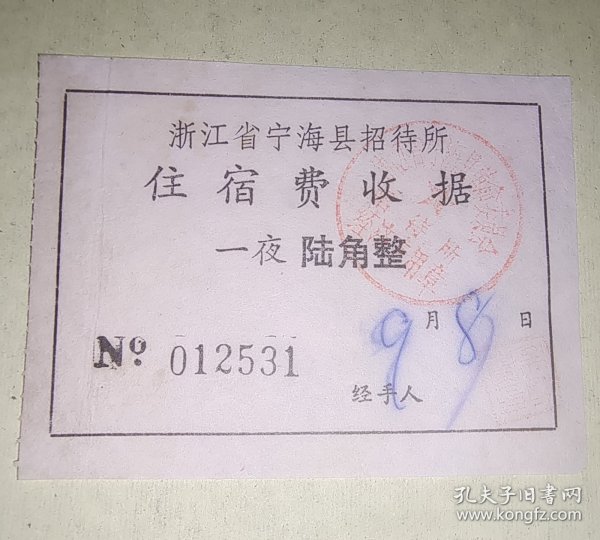 浙江省宁海县招待所
住宿费收据
一夜 陆角整
9月8日
№ 012531
经手人
孔夫子旧书网
www.kongfz.com